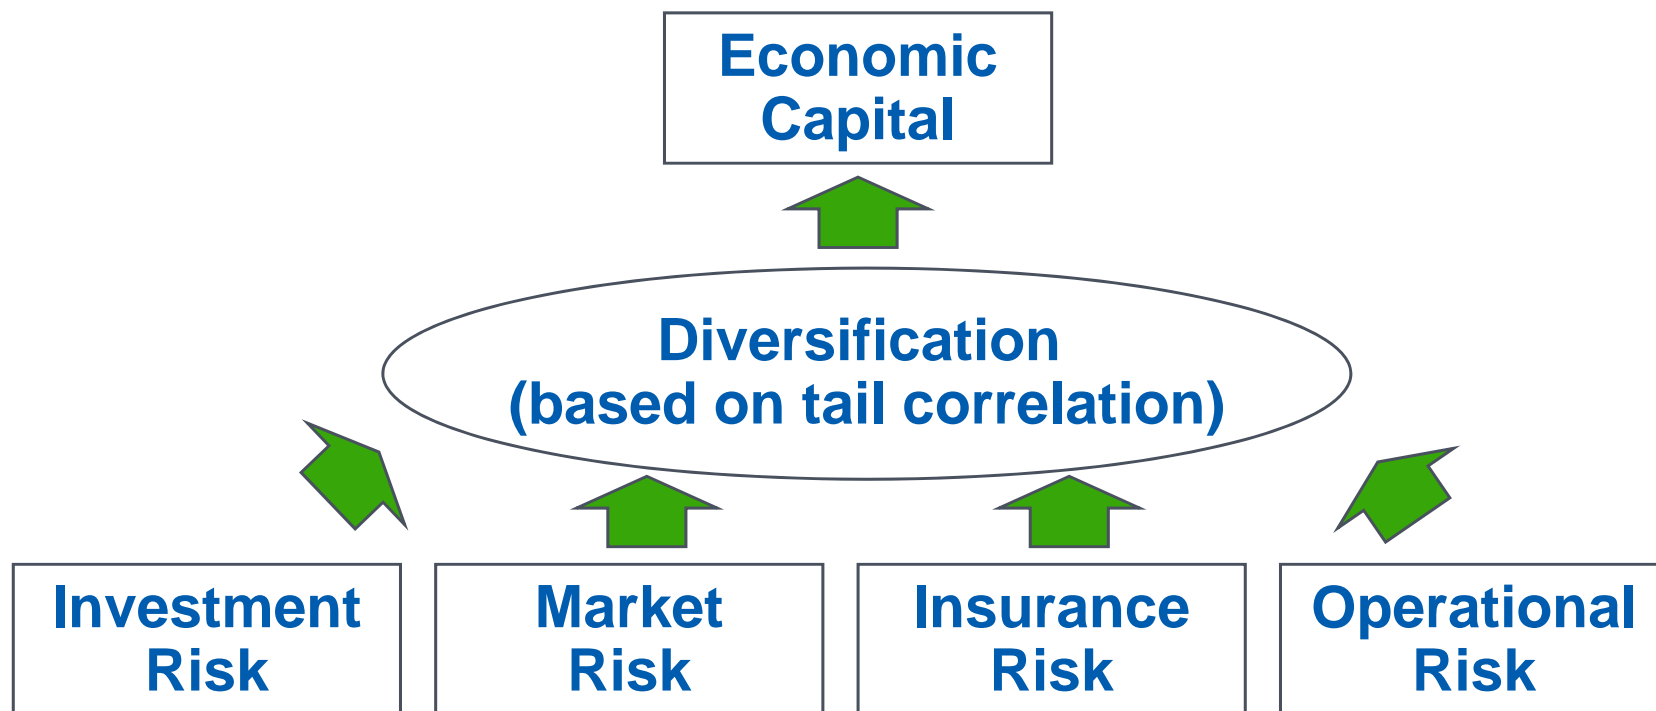 Economic
Capital
Diversification
(based on tail correlation)
Investment
Risk
Market
Risk
Insurance
Risk
Operational
Risk